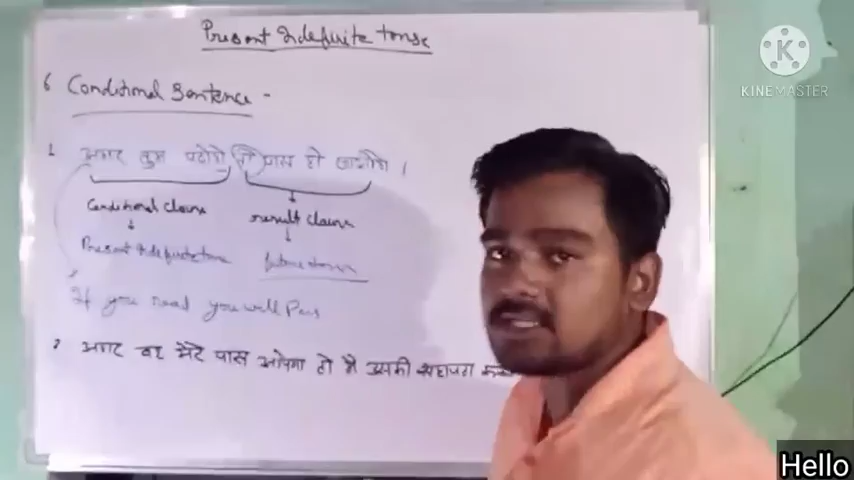 Present Indefinite tense
KINEMASTER
6 Conditional Sentence -
1 अगर तुम पढोगे तो पास हो जाओगे ।
Conditional clause
result clause
Present Indefinite tense
future tense
If you read you will Pass
2 अगर वह मेरे पास आयेगा तो मैं उसकी सहायता
Hello